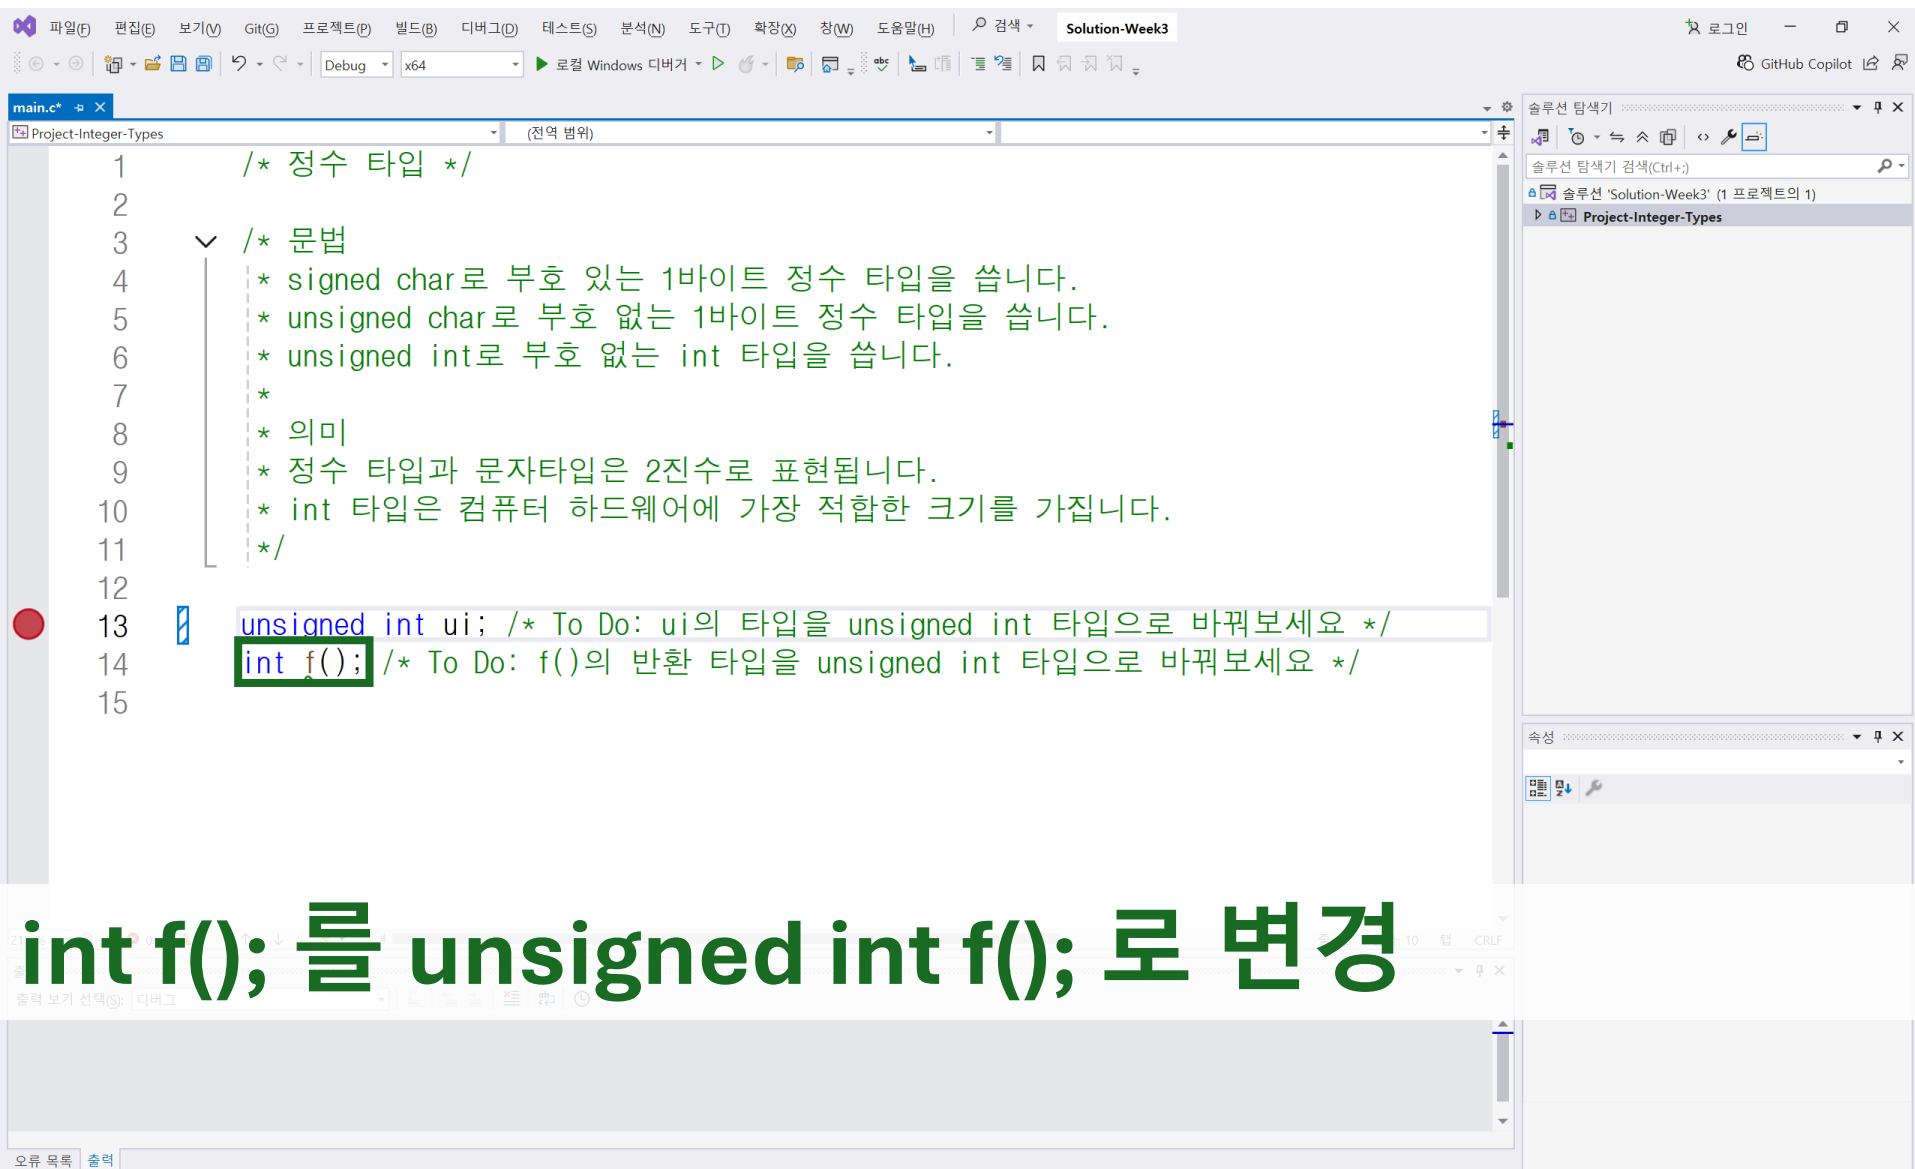 파일(F) 편집(E) 보기(V) Git(G) 프로젝트(P) 빌드(B) 디버그(D) 테스트(S) 분석(N) 도구(T) 확장(X) 창(W) 도움말(H) 검색 Solution-Week3 로그인
Debug x64 로컬 Windows 디버거 GitHub Copilot
main.c*
Project-Integer-Types (전역 범위)
1 /* 정수 타입 */
2
3 /* 문법
4 * signed char로 부호 있는 1바이트 정수 타입을 씁니다.
5 * unsigned char로 부호 없는 1바이트 정수 타입을 씁니다.
6 * unsigned int로 부호 없는 int 타입을 씁니다.
7 *
8 * 의미
9 * 정수 타입과 문자타입은 2진수로 표현됩니다.
10 * int 타입은 컴퓨터 하드웨어에 가장 적합한 크기를 가집니다.
11 */
12
13 unsigned int ui; /* To Do: ui의 타입을 unsigned int 타입으로 바꿔보세요 */
14 int f(); /* To Do: f()의 반환 타입을 unsigned int 타입으로 바꿔보세요 */
15
솔루션 탐색기
솔루션 탐색기 검색(Ctrl+;)
솔루션 'Solution-Week3' (1 프로젝트의 1)
Project-Integer-Types
속성
int f(); 를 unsigned int f(); 로 변경
탭 CRLF
출력 보기 선택(S): 디버그
오류 목록 출력